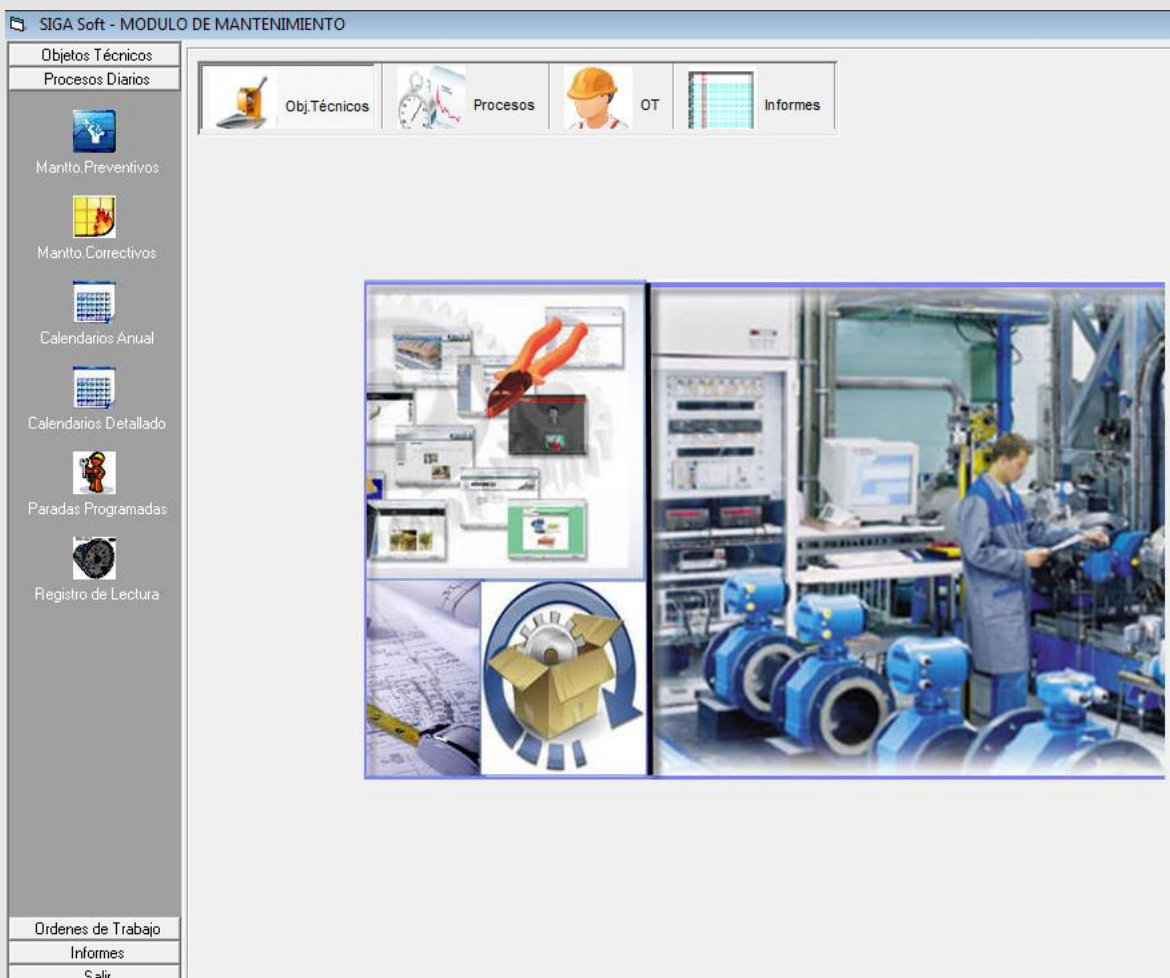 SIGA Soft - MODULO DE MANTENIMIENTO
Objetos Técnicos
Procesos Diarios
Mantto.Preventivos
Mantto.Correctivos
Calendarios Anual
Calendarios Detallado
Paradas Programadas
Registro de Lectura
Ordenes de Trabajo
Informes
Salir
Obj.Técnicos
Procesos
OT
Informes